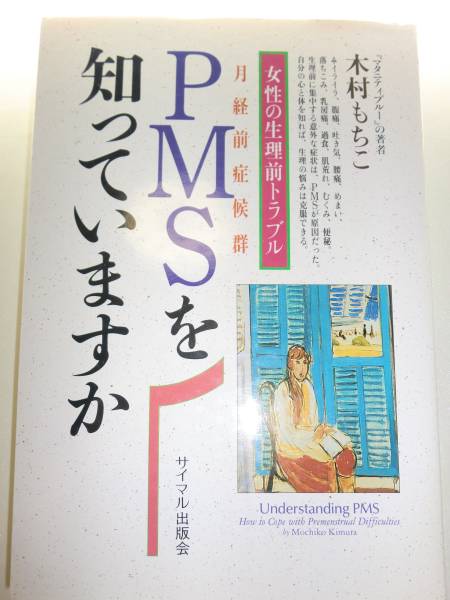 『マタニティブルー』の著者
木村もちこ
イライラ、腹痛、吐き気、腰痛、めまい、
落ちこみ、乳房痛、過食、肌荒れ、むくみ、便秘。
生理前に集中する意外な症状は、PMSが原因だった。
自分の心と体を知れば、生理の悩みは克服できる。
女性の生理前トラブル
月経前症候群
PMSを
知っていますか
サイマル出版会
Understanding PMS
How to Cope with Premenstrual Difficulties
by Mochiko Kimura